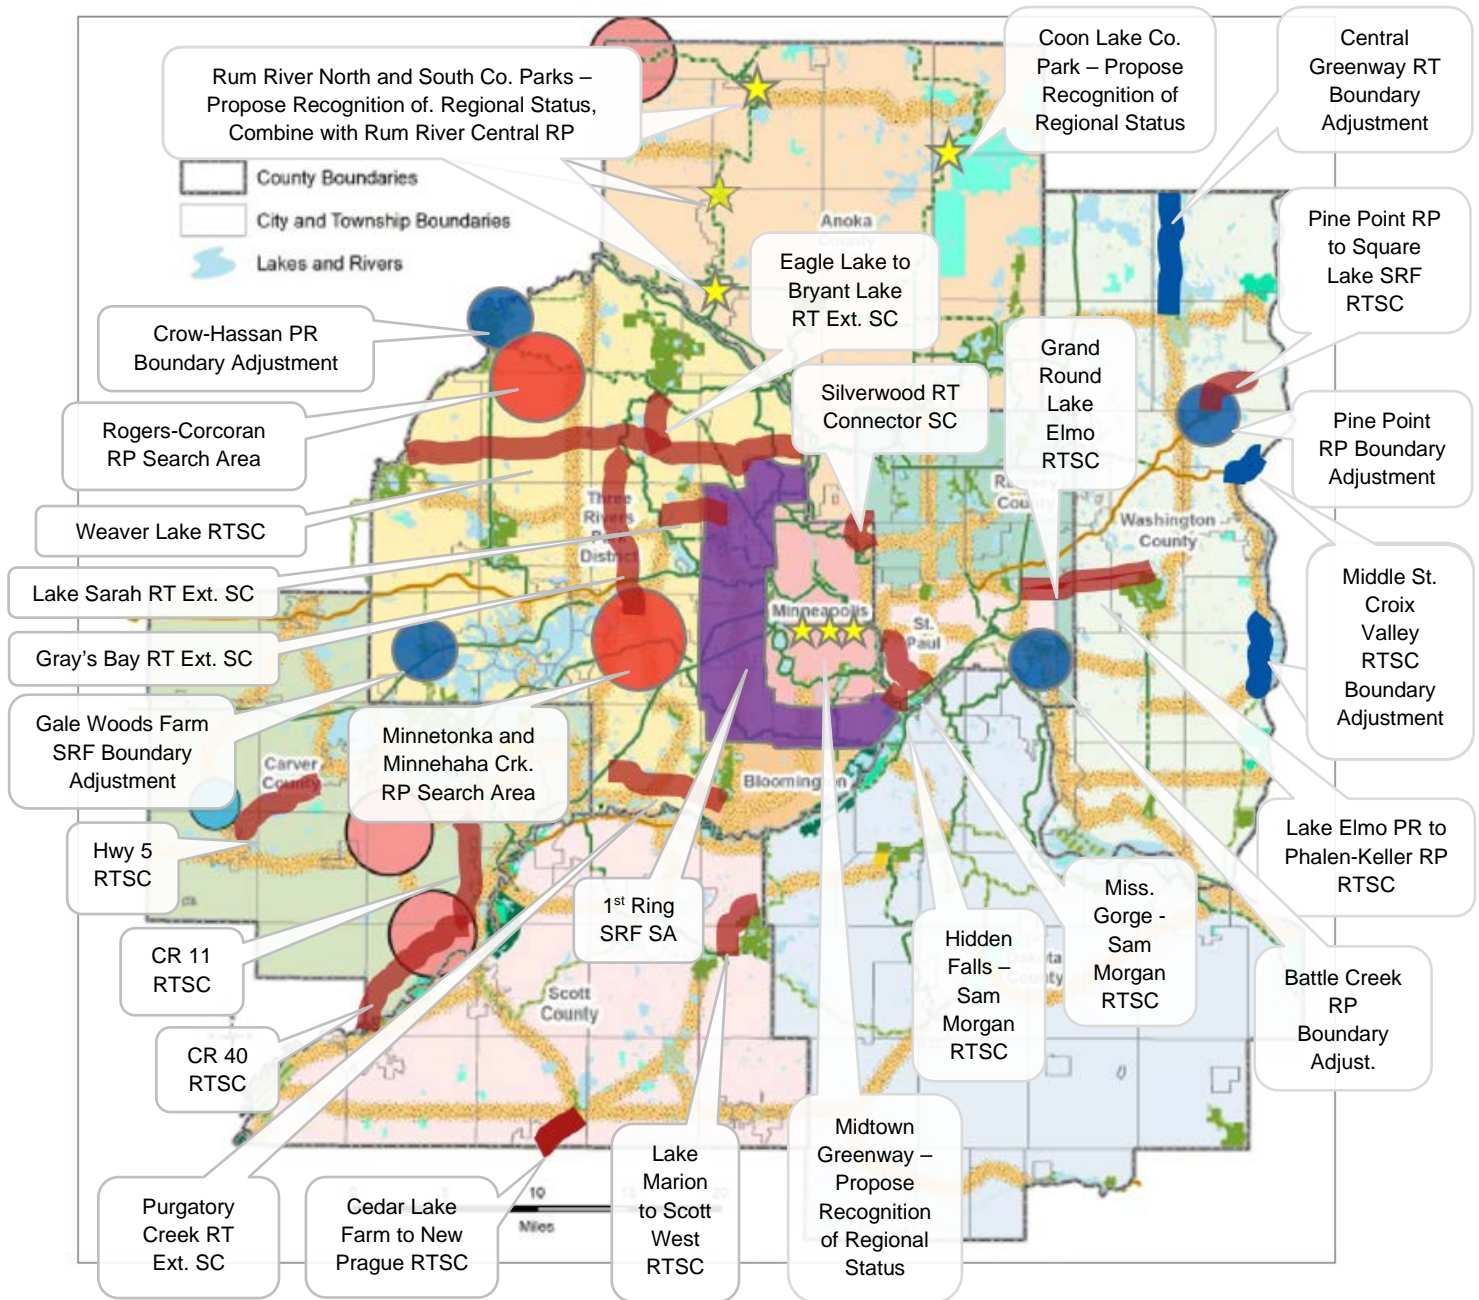 Rum River North and South Co. Parks –
Propose Recognition of. Regional Status,
Combine with Rum River Central RP
Coon Lake Co.
Park – Propose
Recognition of
Regional Status
Central
Greenway RT
Boundary
Adjustment
County Boundaries
City and Township Boundaries
Lakes and Rivers
Anoka
County
Pine Point RP
to Square
Lake SRF
RTSC
Eagle Lake to
Bryant Lake
RT Ext. SC
Crow-Hassan PR
Boundary Adjustment
Grand
Round
Lake
Elmo
RTSC
Silverwood RT
Connector SC
Rogers-Corcoran
RP Search Area
Pine Point
RP Boundary
Adjustment
Weaver Lake RTSC
Three
Rivers
Park
District
Ramsey
County
Washington
County
Lake Sarah RT Ext. SC
Middle St.
Croix
Valley
RTSC
Boundary
Adjustment
Minneapolis
St.
Paul
Gray's Bay RT Ext. SC
Gale Woods Farm
SRF Boundary
Adjustment
Minnetonka and
Minnehaha Crk.
RP Search Area
Carver
County
Bloomington
Hwy 5
RTSC
Lake Elmo PR to
Phalen-Keller RP
RTSC
1st Ring
SRF SA
Miss.
Gorge -
Sam
Morgan
RTSC
Hidden
Falls –
Sam
Morgan
RTSC
Dakota
County
CR 11
RTSC
Scott
County
Battle Creek
RP
Boundary
Adjust.
CR 40
RTSC
Midtown
Greenway –
Propose
Recognition
of Regional
Status
Lake
Marion
to Scott
West
RTSC
Purgatory
Creek RT
Ext. SC
Cedar Lake
Farm to New
Prague RTSC
0 5 10 15 20
Miles